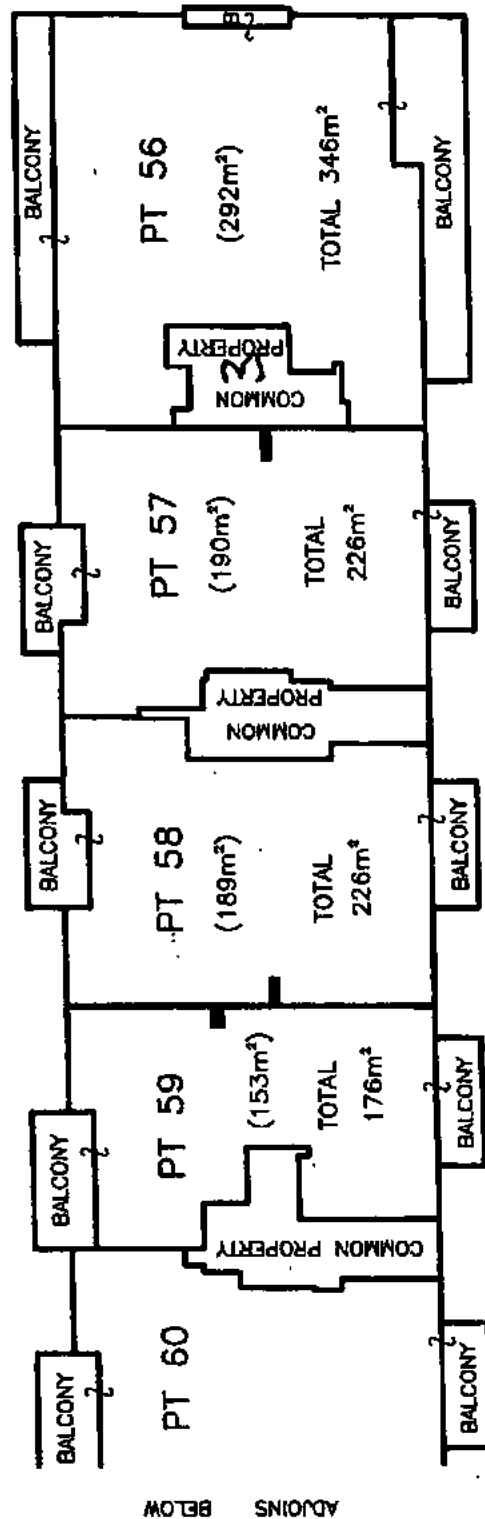 BALCONY
BALCONY
BALCONY
BALCONY
BALCONY
PT 60
PT 59
(153m²)
TOTAL
176m²
PT 58
(189m²)
TOTAL
226m²
PT 57
(190m²)
TOTAL
226m²
PT 56
(292m²)
TOTAL 346m²
COMMON PROPERTY
COMMON
PROPERTY
COMMON
PROPERTY
3
BALCONY
BALCONY
BALCONY
BALCONY
BALCONY
ADJOINS BELOW